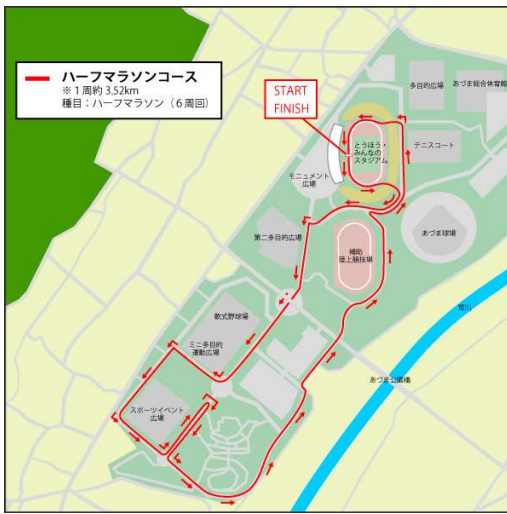 ハーフマラソンコース
※１周約 3.52km
種目：ハーフマラソン（６周回）
START
FINISH
多目的広場
あづま総合体育館
とうほう・
みんなの
スタジアム
テニスコート
モニュメント
広場
第二多目的広場
補助
陸上競技場
あづま球場
荒川
軟式野球場
ミニ多目的
運動広場
あづま公園橋
スポーツイベント
広場